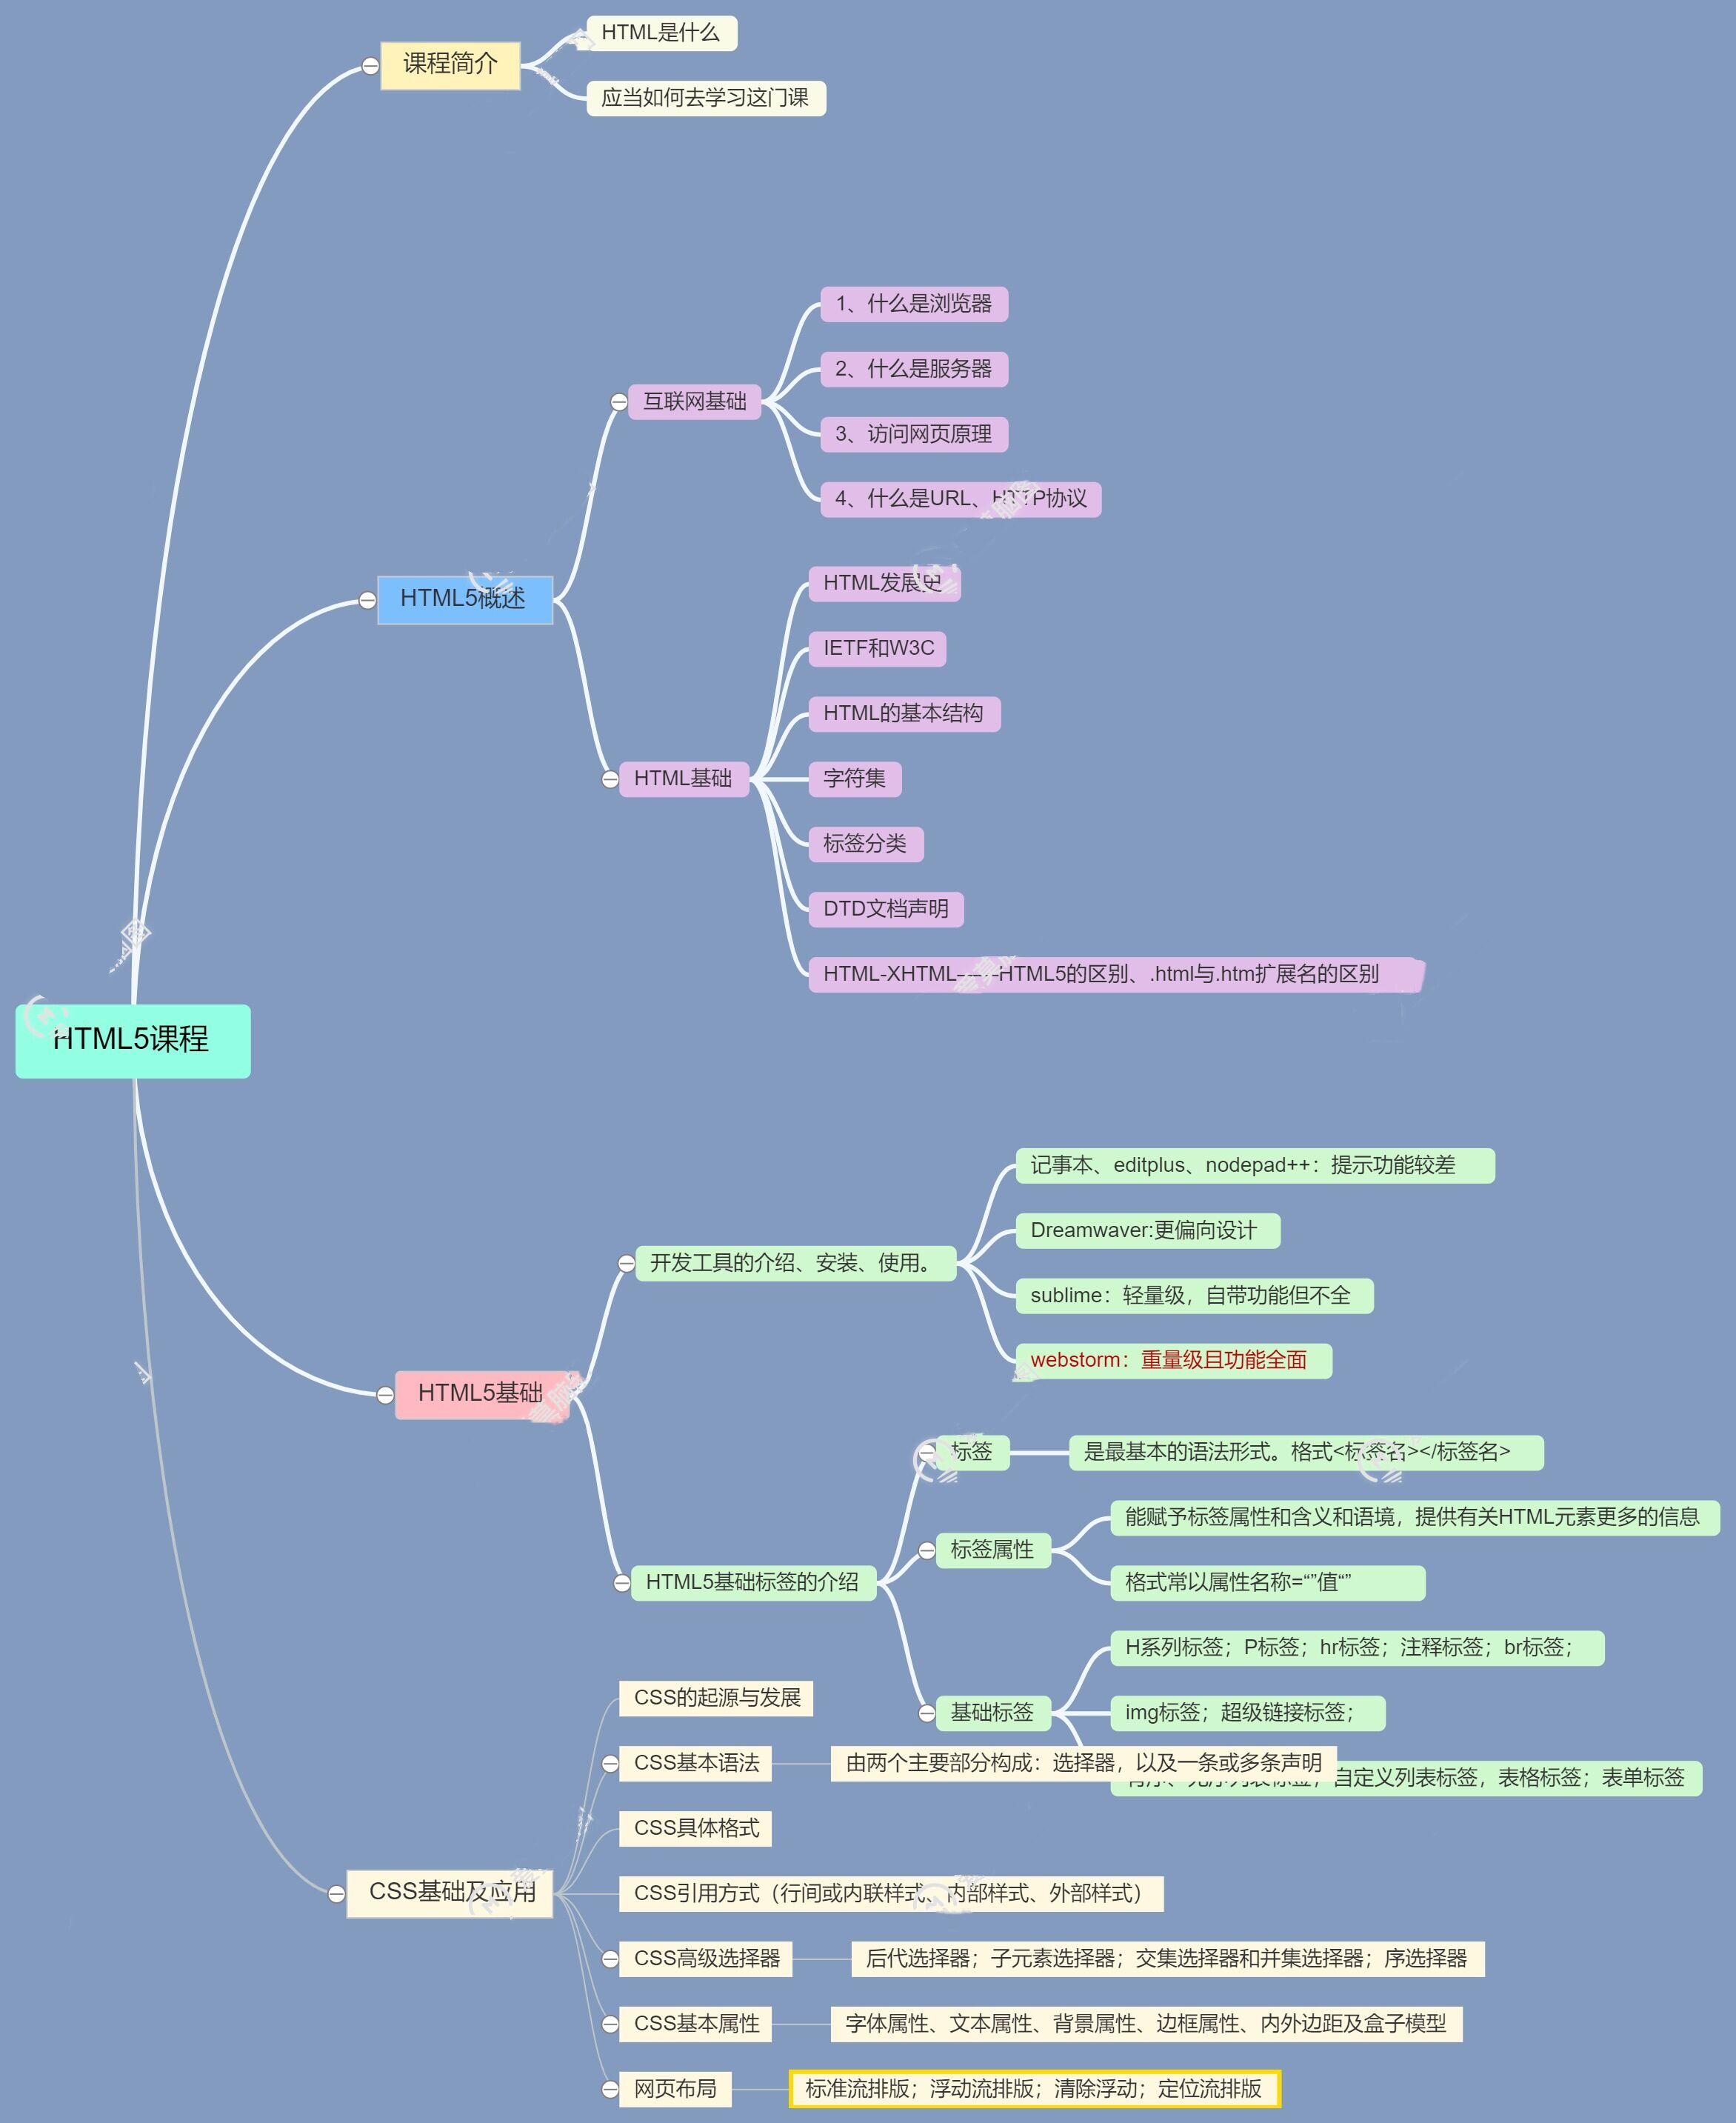 HTML是什么
课程简介
应当如何去学习这门课
1、什么是浏览器
2、什么是服务器
互联网基础
3、访问网页原理
4、什么是URL、HTTP协议
HTML5概述
HTML发展史
IETF和W3C
HTML的基本结构
HTML基础
字符集
标签分类
DTD文档声明
HTML-XHTML HTML5的区别、.html与.htm扩展名的区别
HTML5课程
记事本、editplus、nodepad++：提示功能较差
Dreamwaver:更偏向设计
开发工具的介绍、安装、使用。
sublime：轻量级，自带功能但不全
webstorm：重量级且功能全面
HTML5基础
标签
是最基本的语法形式。格式<标签名></标签名>
能赋予标签属性和含义和语境，提供有关HTML元素更多的信息
标签属性
格式常以属性名称=“”值“”
HTML5基础标签的介绍
H系列标签；P标签；hr标签；注释标签；br标签；
基础标签
img标签；超级链接标签；
自定义列表标签，表格标签；表单标签
CSS的起源与发展
CSS基本语法
由两个主要部分构成：选择器，以及一条或多条声明
CSS具体格式
CSS基础及应用
CSS引用方式（行间或内联样式、内部样式、外部样式）
CSS高级选择器
后代选择器；子元素选择器；交集选择器和并集选择器；序选择器
CSS基本属性
字体属性、文本属性、背景属性、边框属性、内外边距及盒子模型
网页布局
标准流排版；浮动流排版；清除浮动；定位流排版